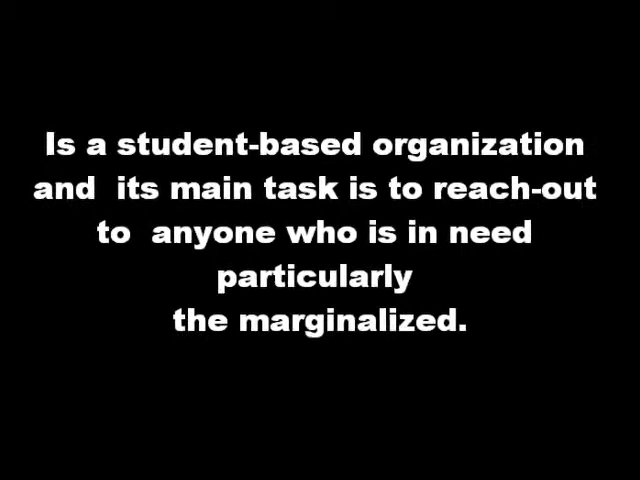 Is a student-based organization
and  its main task is to reach-out
to  anyone who is in need
particularly
the marginalized.